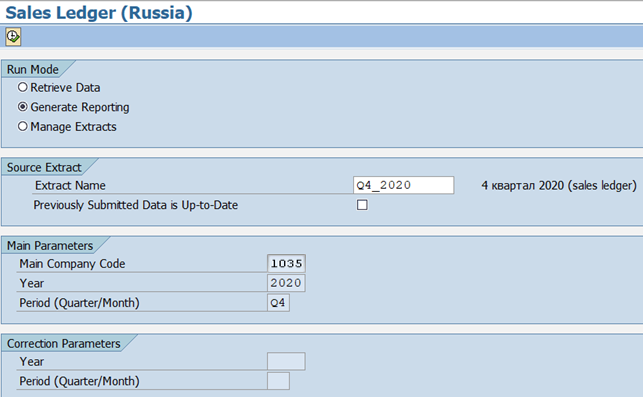 Sales Ledger (Russia)
Run Mode
Retrieve Data
Generate Reporting
Manage Extracts
Source Extract
Extract Name Q4_2020 4 квартал 2020 (sales ledger)
Previously Submitted Data is Up-to-Date
Main Parameters
Main Company Code 1035
Year 2020
Period (Quarter/Month) Q4
Correction Parameters
Year
Period (Quarter/Month)